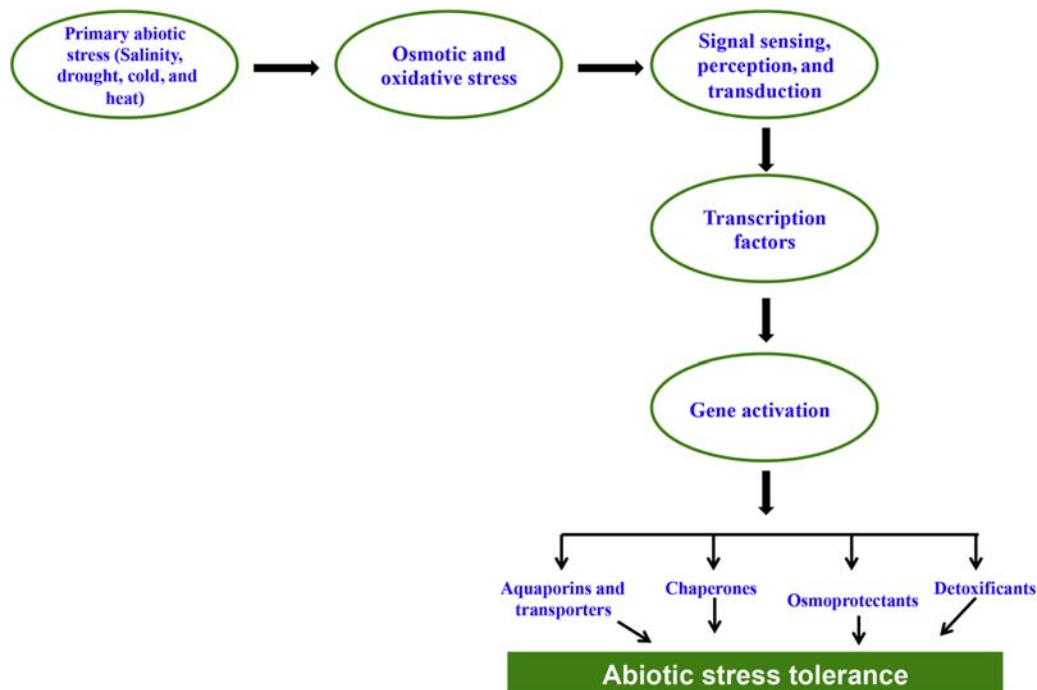 Primary abiotic
stress (Salinity,
drought, cold, and
heat)
Osmotic and
oxidative stress
Signal sensing,
perception, and
transduction
Transcription
factors
Gene activation
Aquaporins and
transporters
Chaperones
Osmoprotectants
Detoxificants
Abiotic stress tolerance